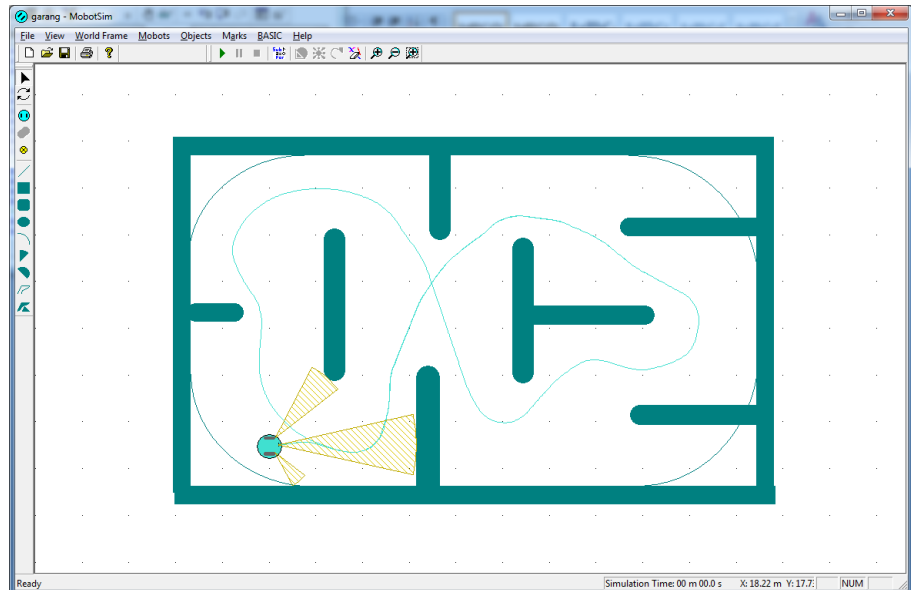 garang - MobotSim
File View World Frame Mobots Objects Marks BASIC Help
Ready Simulation Time: 00 m 00.0 s X: 18.22 m Y: 17.7 NUM